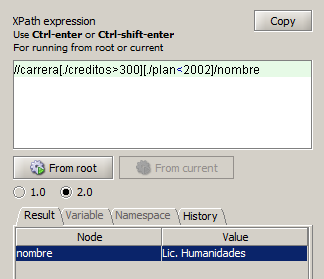 XPath expression
Copy
Use Ctrl-enter or Ctrl-shift-enter
For running from root or current
//carrera[./creditos>300][./plan<2002]/nombre
From root
From current
1.0
2.0
Result
Variable
Namespace
History
Node
Value
nombre
Lic. Humanidades